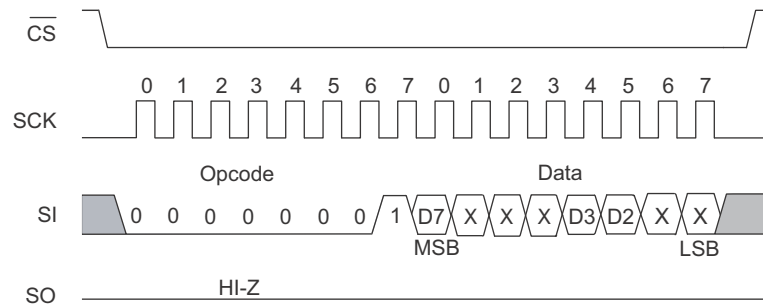 CS
0 1 2 3 4 5 6 7 0 1 2 3 4 5 6 7
SCK
Opcode Data
SI 0 0 0 0 0 0 0 1 D7 X X X D3 D2 X X
MSB LSB
HI-Z
SO